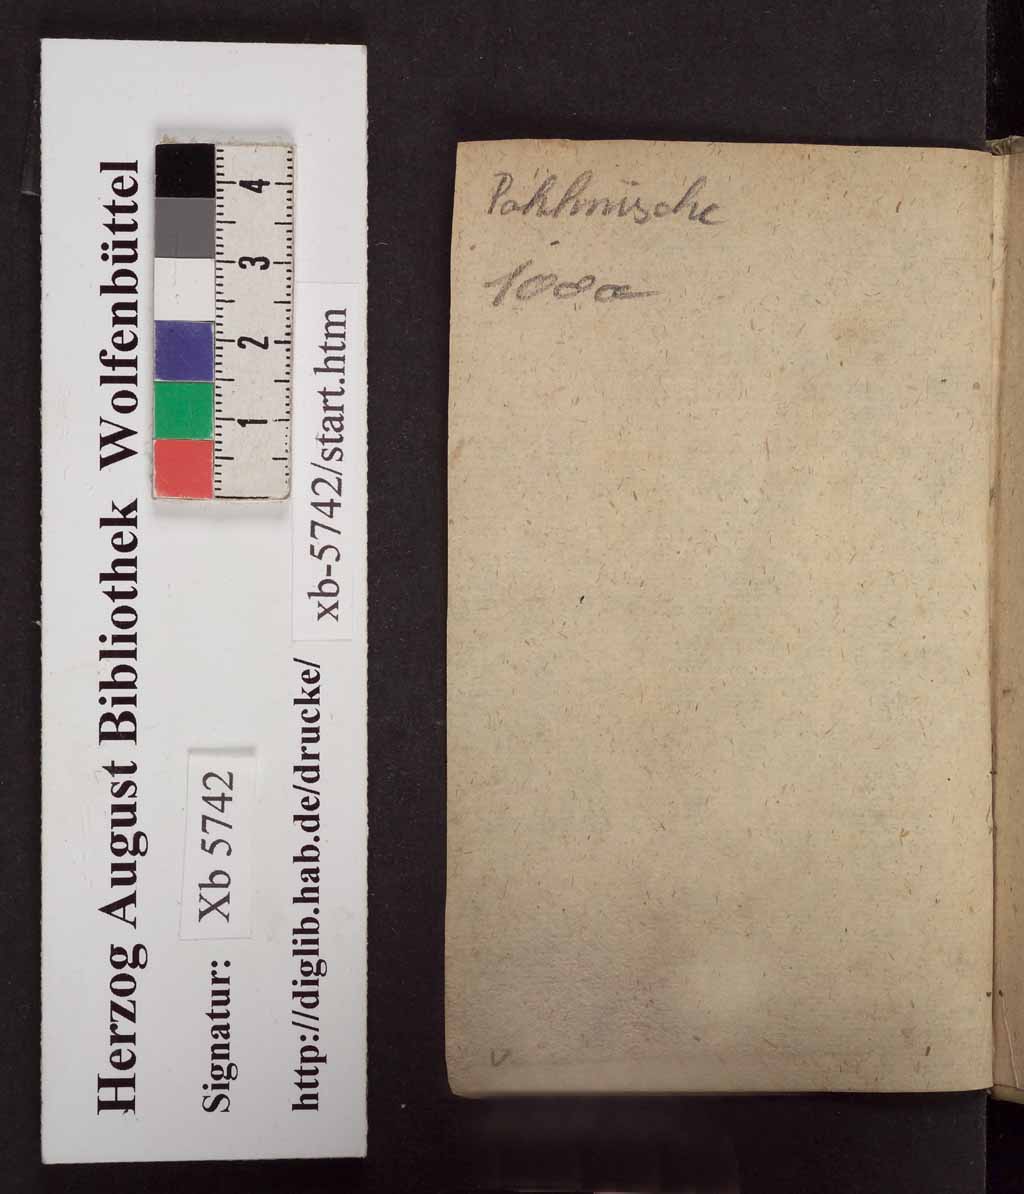 Herzog August Bibliothek Wolfenbüttel
Signatur: Xb 5742
http://diglib.hab.de/drucke/ xb-5742/start.htm
1 2 3 4
1000